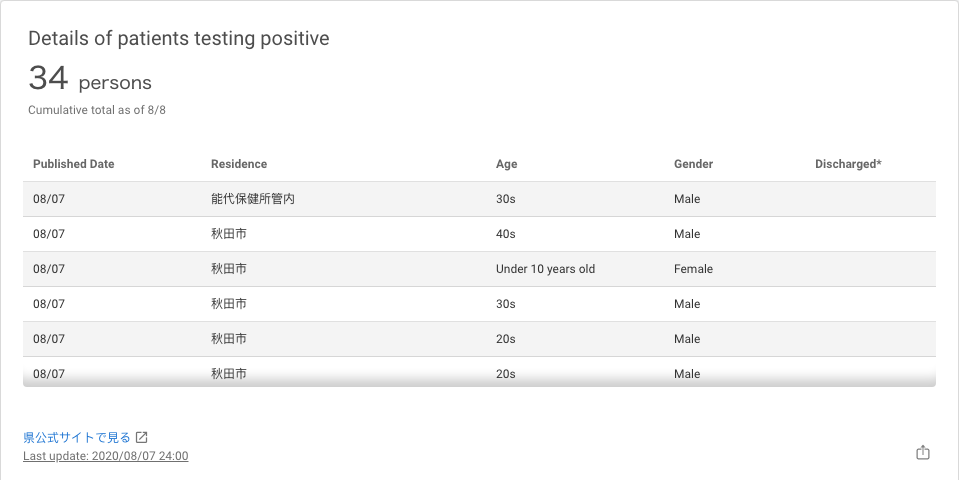 Details of patients testing positive
34 persons
Cumulative total as of 8/8
Published Date Residence Age Gender Discharged*
08/07 能代保健所管内 30s Male
08/07 秋田市 40s Male
08/07 秋田市 Under 10 years old Female
08/07 秋田市 30s Male
08/07 秋田市 20s Male
08/07 秋田市 20s Male
県公式サイトで見る
Last update: 2020/08/07 24:00